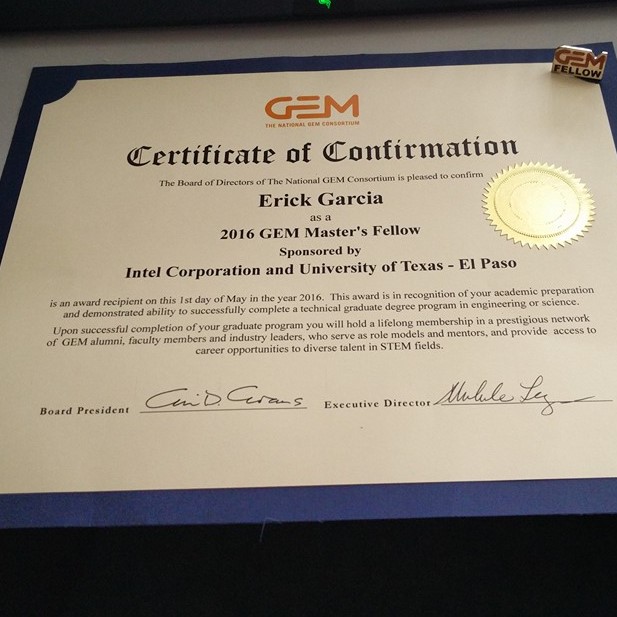 GEM
FELLOW
GEM
THE NATIONAL GEM CONSORTIUM
Certificate of Confirmation
The Board of Directors of The National GEM Consortium is pleased to confirm
Erick Garcia
as a
2016 GEM Master's Fellow
Sponsored by
Intel Corporation and University of Texas - El Paso
is an award recipient on this 1st day of May in the year 2016. This award is in recognition of your academic preparation
and demonstrated ability to successfully complete a technical graduate degree program in engineering or science.
Upon successful completion of your graduate program you will hold a lifelong membership in a prestigious network
of GEM alumni, faculty members and industry leaders, who serve as role models and mentors, and provide access to
career opportunities to diverse talent in STEM fields.
Board President
Executive Director